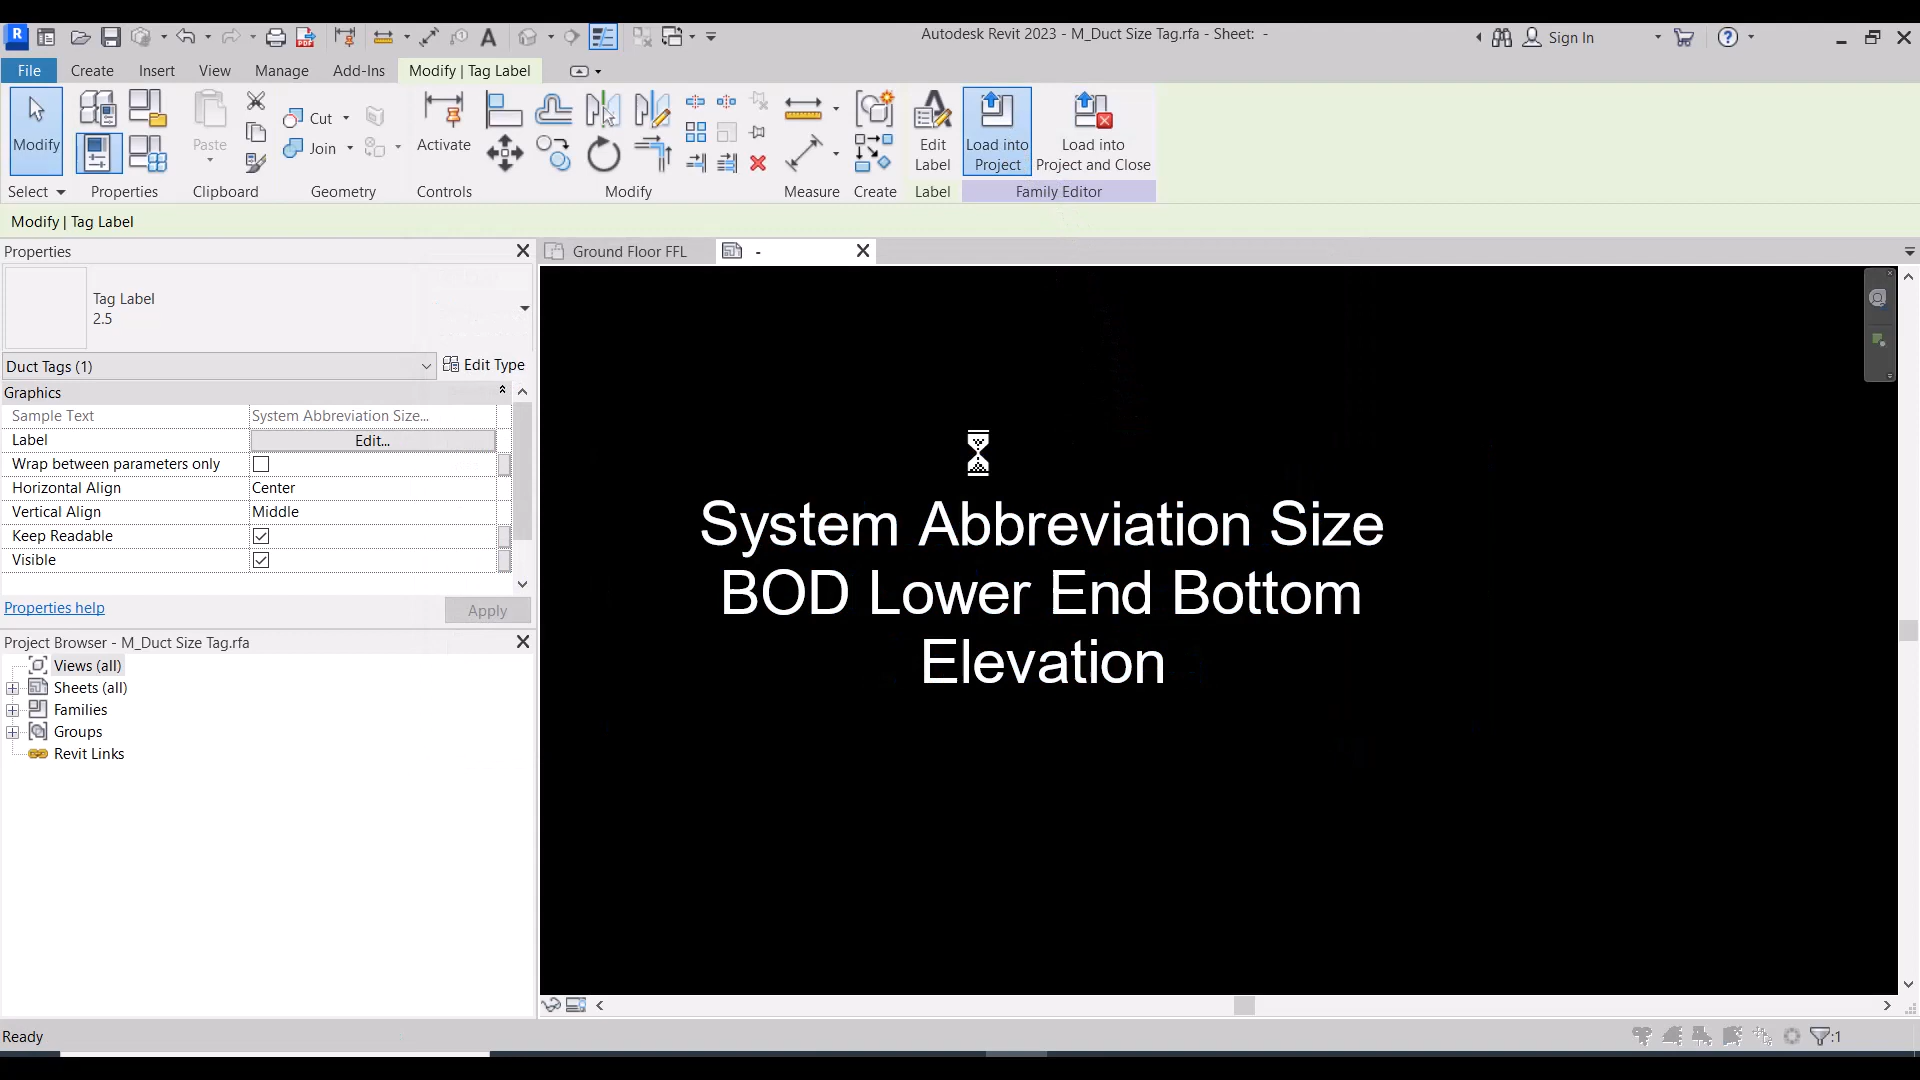 R
PDF
Autodesk Revit 2023 - M_Duct Size Tag.rfa - Sheet: -
Sign In
File
Create
Insert
View
Manage
Add-Ins
Modify | Tag Label
Modify
Paste
Cut
Join
Activate
Edit
Label
Load into
Project
Load into
Project and Close
Select
Properties
Clipboard
Geometry
Controls
Modify
Measure
Create
Label
Family Editor
Modify | Tag Label
Properties
Ground Floor FFL
-
Tag Label
2.5
Duct Tags (1)
Edit Type
Graphics
Sample Text
System Abbreviation Size...
Label
Edit...
Wrap between parameters only
Horizontal Align
Center
Vertical Align
Middle
Keep Readable
Visible
Properties help
Apply
Project Browser - M_Duct Size Tag.rfa
Views (all)
Sheets (all)
Families
Groups
Revit Links
System Abbreviation Size
BOD Lower End Bottom
Elevation
Ready
:1